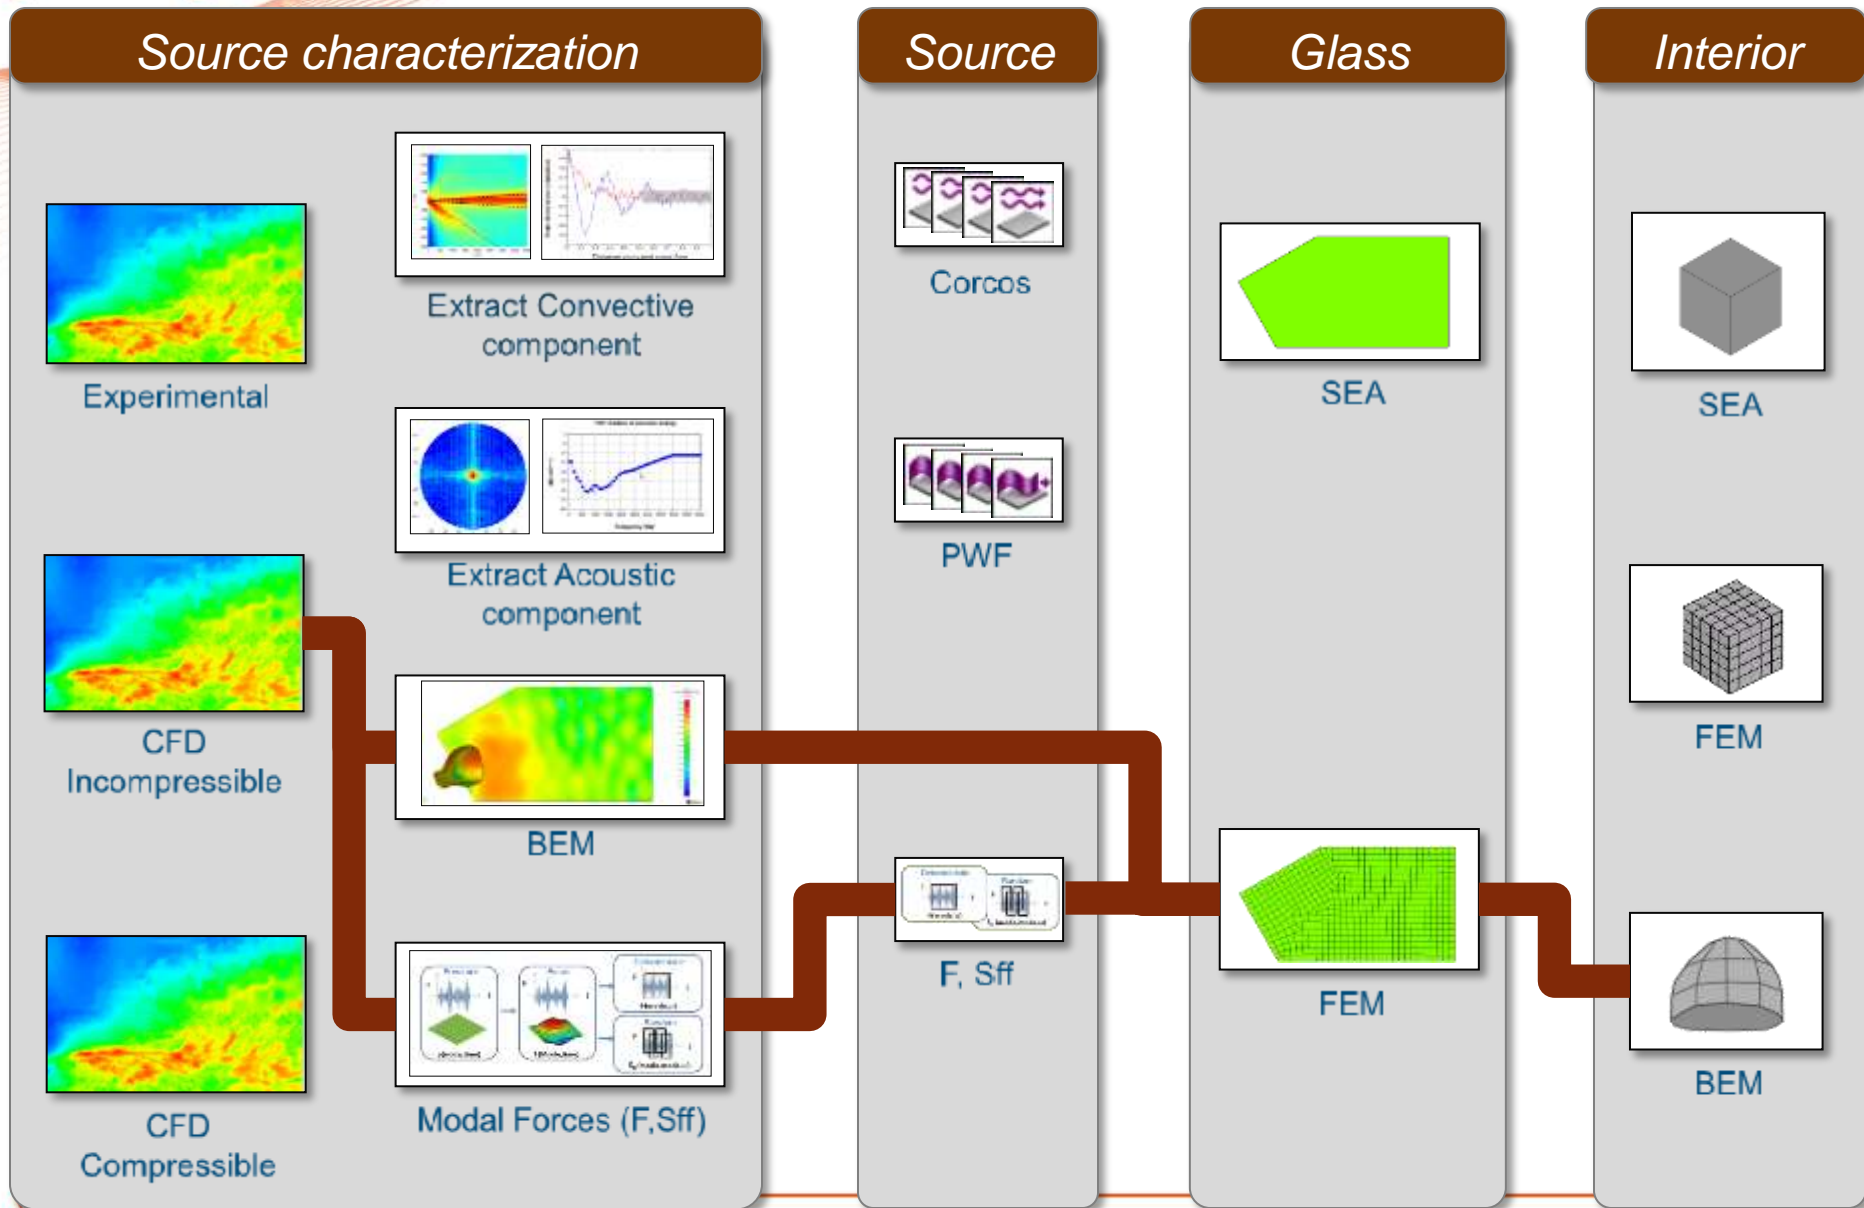 Source characterization
Source
Glass
Interior
Experimental
CFD
Incompressible
CFD
Compressible
Extract Convective
component
Extract Acoustic
component
BEM
Modal Forces (F,Sff)
Corcos
PWF
F, Sff
SEA
FEM
SEA
FEM
BEM